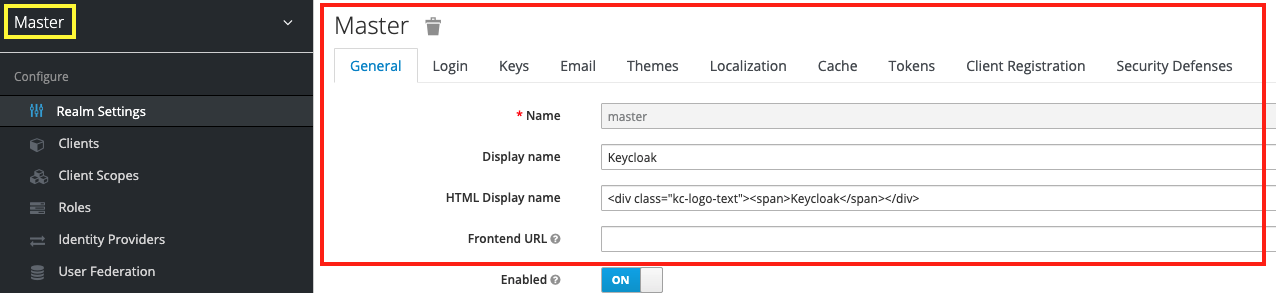 Master
Configure
Realm Settings
Clients
Client Scopes
Roles
Identity Providers
User Federation
Master
General Login Keys Email Themes Localization Cache Tokens Client Registration Security Defenses
* Name master
Display name Keycloak
HTML Display name <div class="kc-logo-text"><span>Keycloak</span></div>
Frontend URL ?
Enabled ? ON